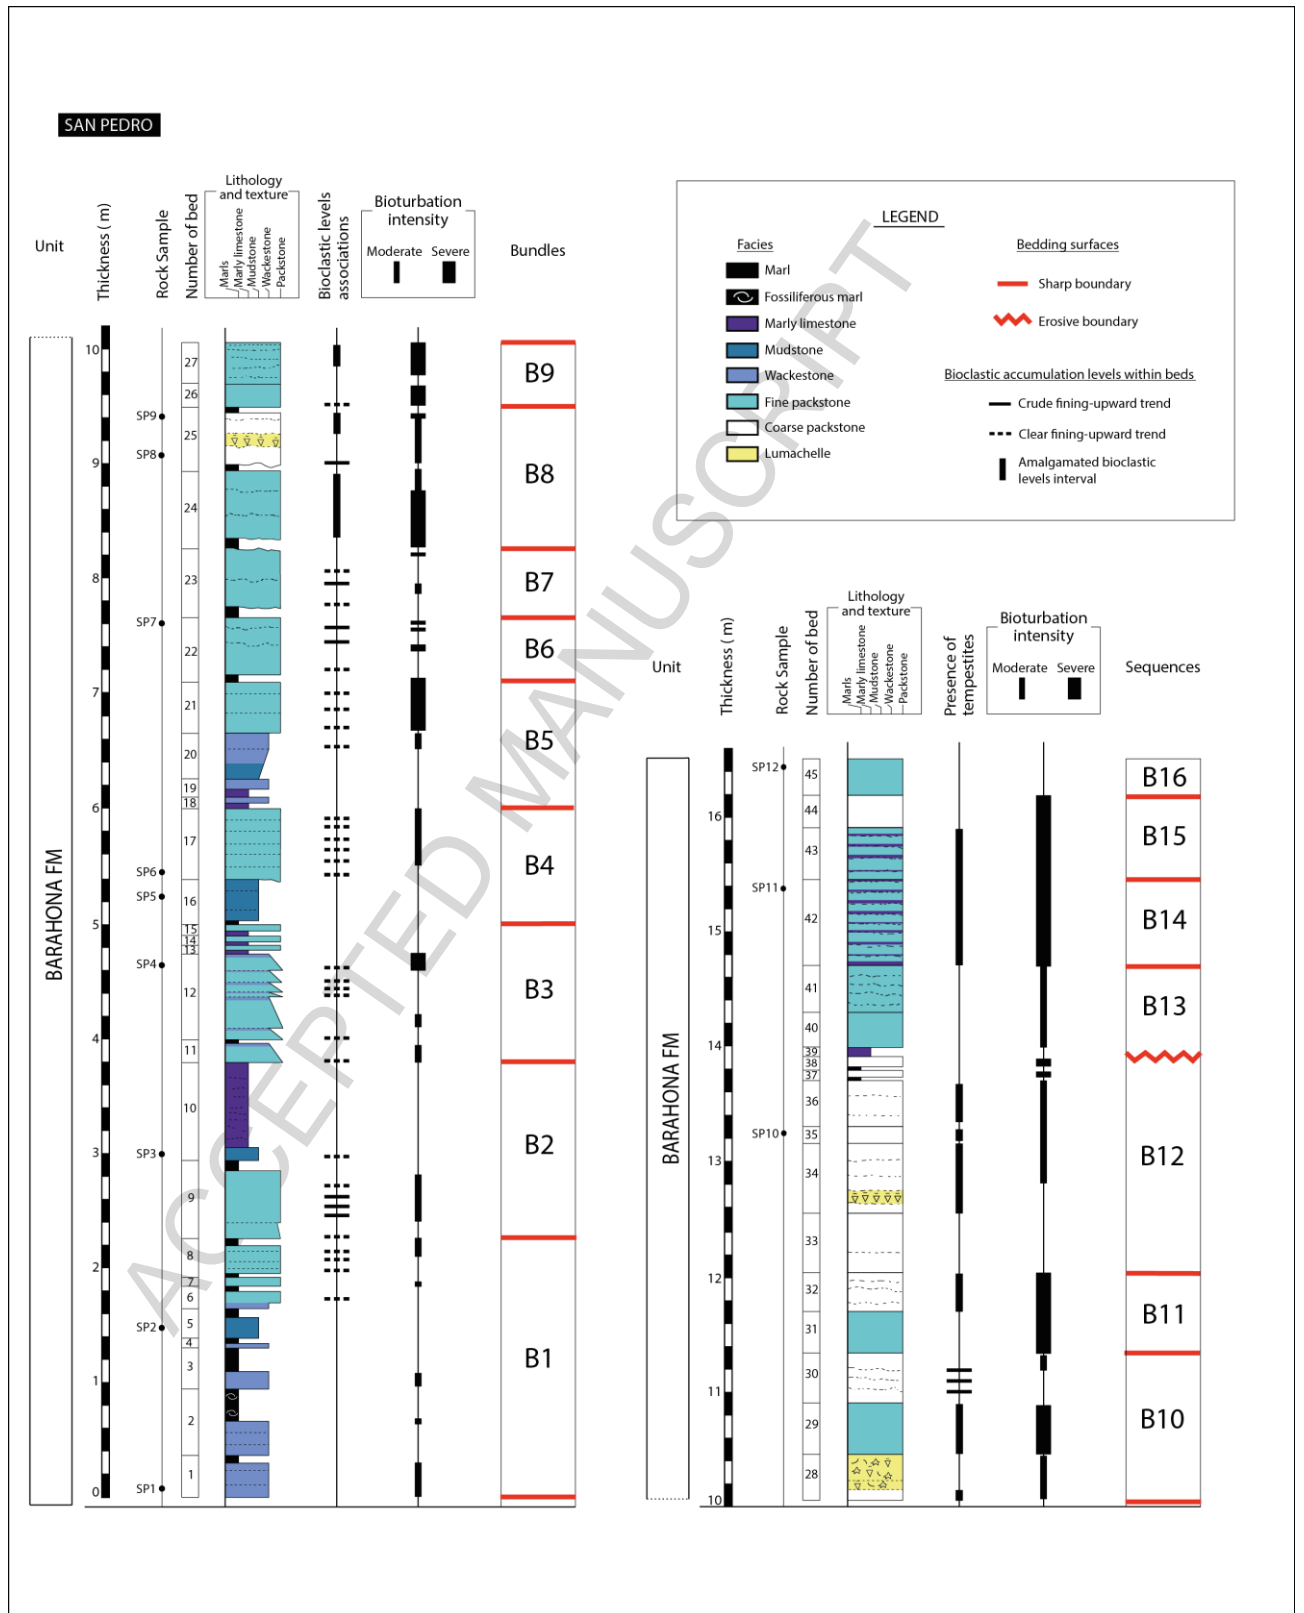 SAN PEDRO
Unit
Thickness ( m)
Rock Sample
Number of bed
Lithology
and texture
Marls
Marly limestone
Mudstone
Wackestone
Packstone
Bioclastic levels
associations
Bioturbation
intensity
Moderate
Severe
Bundles
BARAHONA FM
10
9
8
7
6
5
4
3
2
1
0
SP9
SP8
SP7
SP6
SP5
SP4
SP3
SP2
SP1
27
26
25
24
23
22
21
20
19
18
17
16
15
14
13
12
11
10
9
8
7
6
5
4
3
2
1
B9
B8
B7
B6
B5
B4
B3
B2
B1
LEGEND
Facies
Marl
Fossiliferous marl
Marly limestone
Mudstone
Wackestone
Fine packstone
Coarse packstone
Lumachelle
Bedding surfaces
Sharp boundary
Erosive boundary
Bioclastic accumulation levels within beds
Crude fining-upward trend
Clear fining-upward trend
Amalgamated bioclastic
levels interval
Unit
Thickness ( m)
Rock Sample
Number of bed
Lithology
and texture
Marls
Marly limestone
Mudstone
Wackestone
Packstone
Presence of
tempestites
Bioturbation
intensity
Moderate
Severe
Sequences
BARAHONA FM
16
15
14
13
12
11
10
SP12
SP11
SP10
45
44
43
42
41
40
39
38
37
36
35
34
33
32
31
30
29
28
B16
B15
B14
B13
B12
B11
B10
ACCEPTED MANUSCRIPT